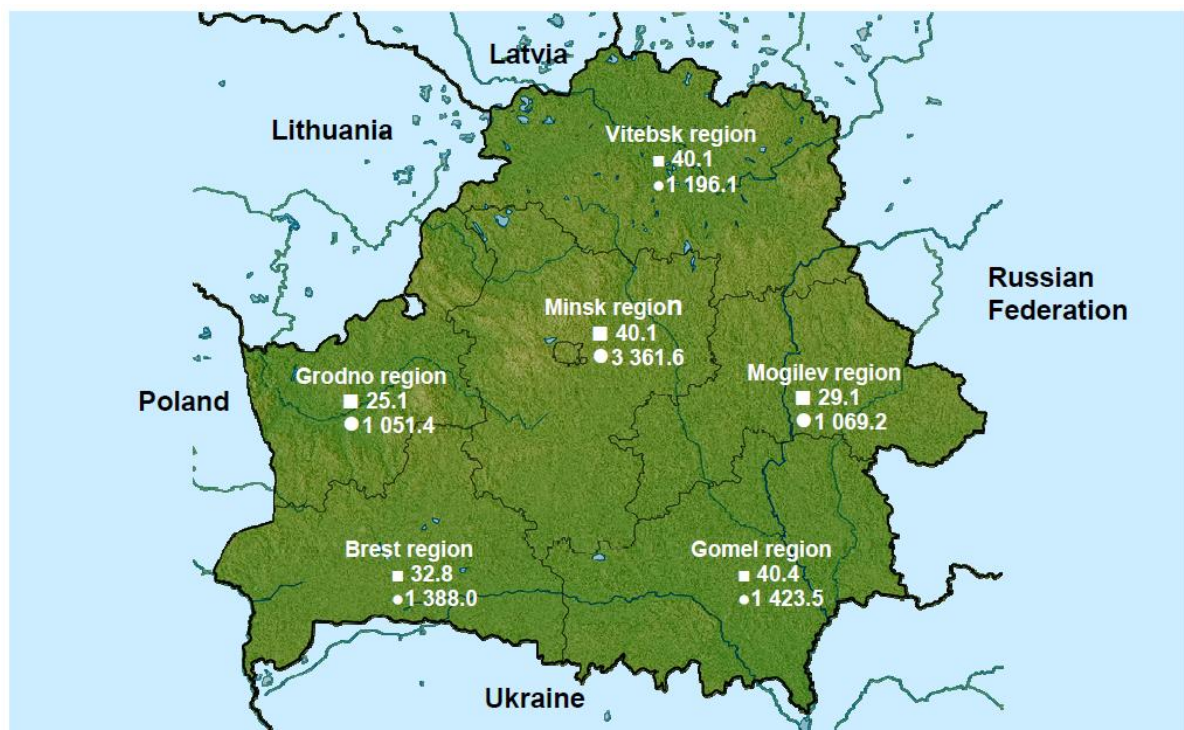 Latvia
Lithuania
Vitebsk region
■ 40.1
●1 196.1
Russian
Federation
Minsk region
■ 40.1
● 3 361.6
Grodno region
■ 25.1
● 1 051.4
Poland
Mogilev region
■ 29.1
● 1 069.2
Brest region
■ 32.8
●1 388.0
Gomel region
■ 40.4
● 1 423.5
Ukraine